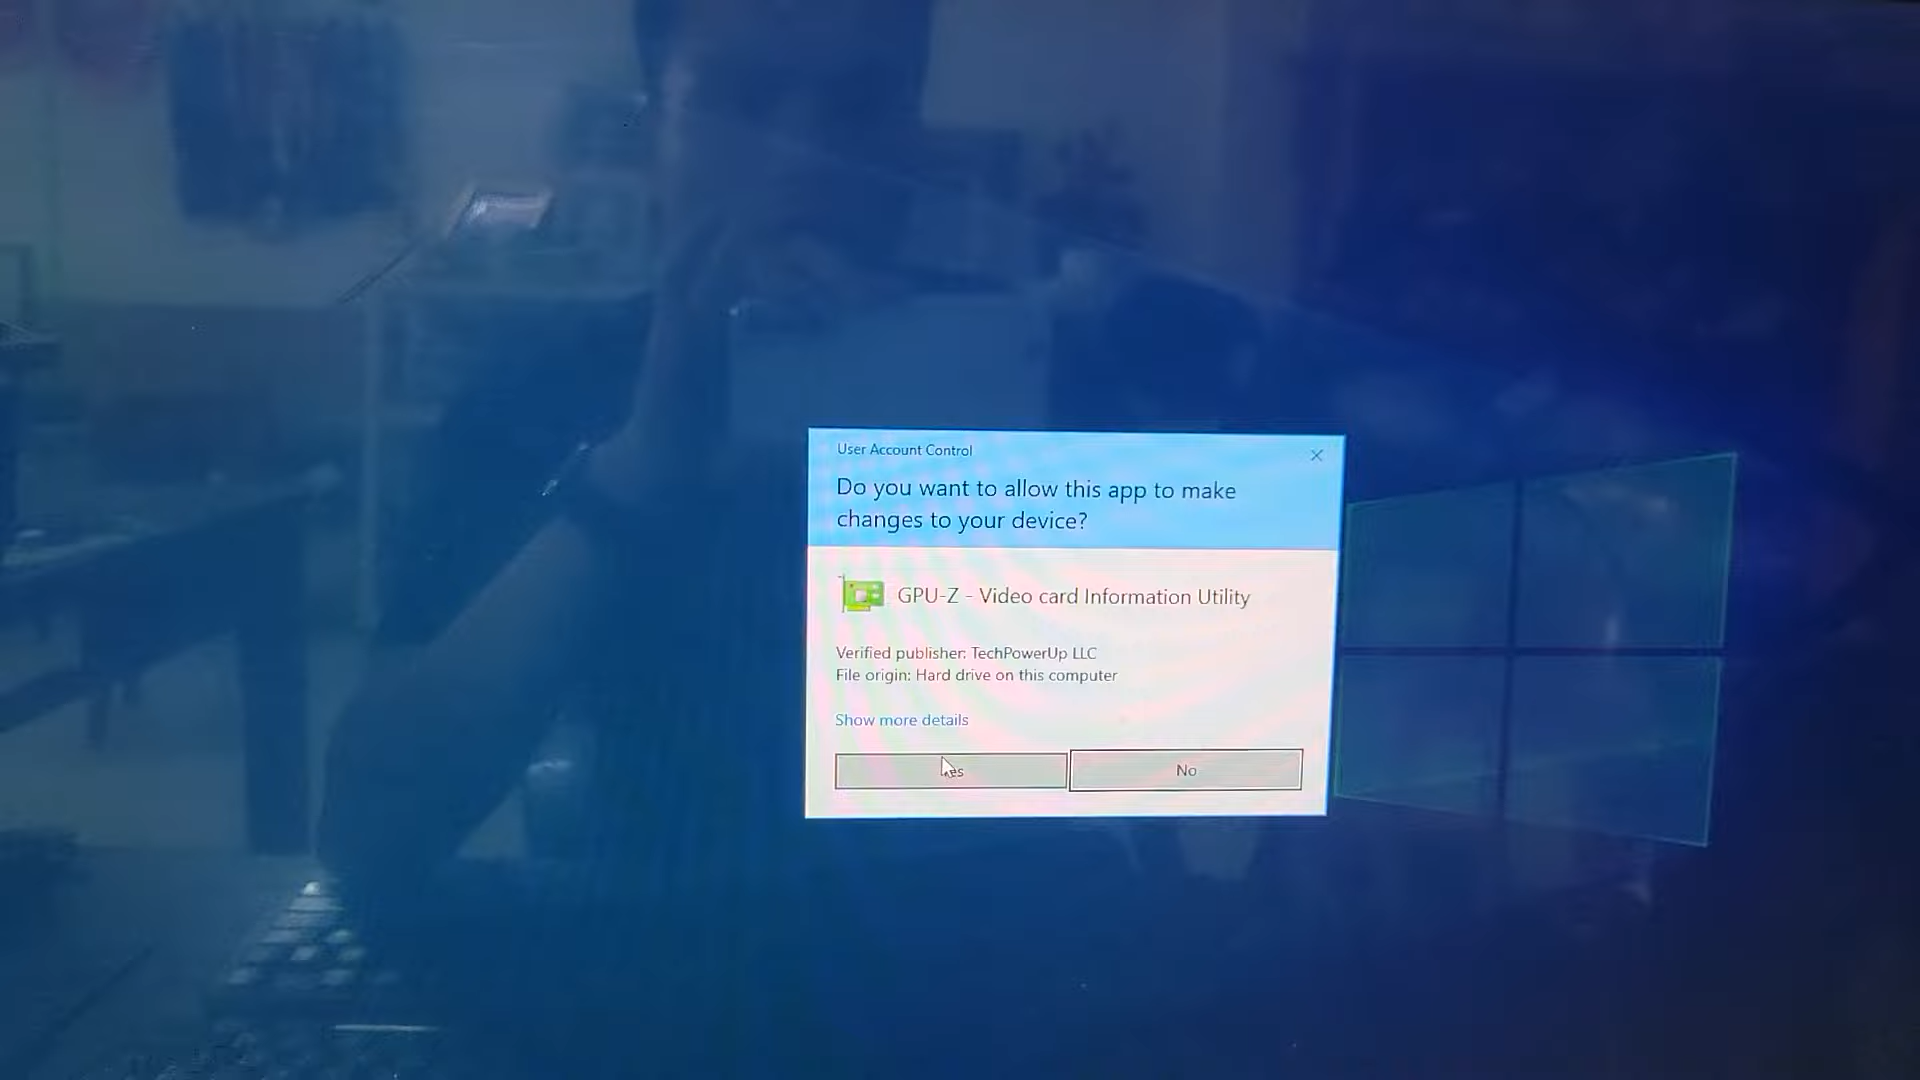 User Account Control
Do you want to allow this app to make
changes to your device?
GPU-Z - Video card Information Utility
Verified publisher: TechPowerUp LLC
File origin: Hard drive on this computer
Show more details
Yes
No